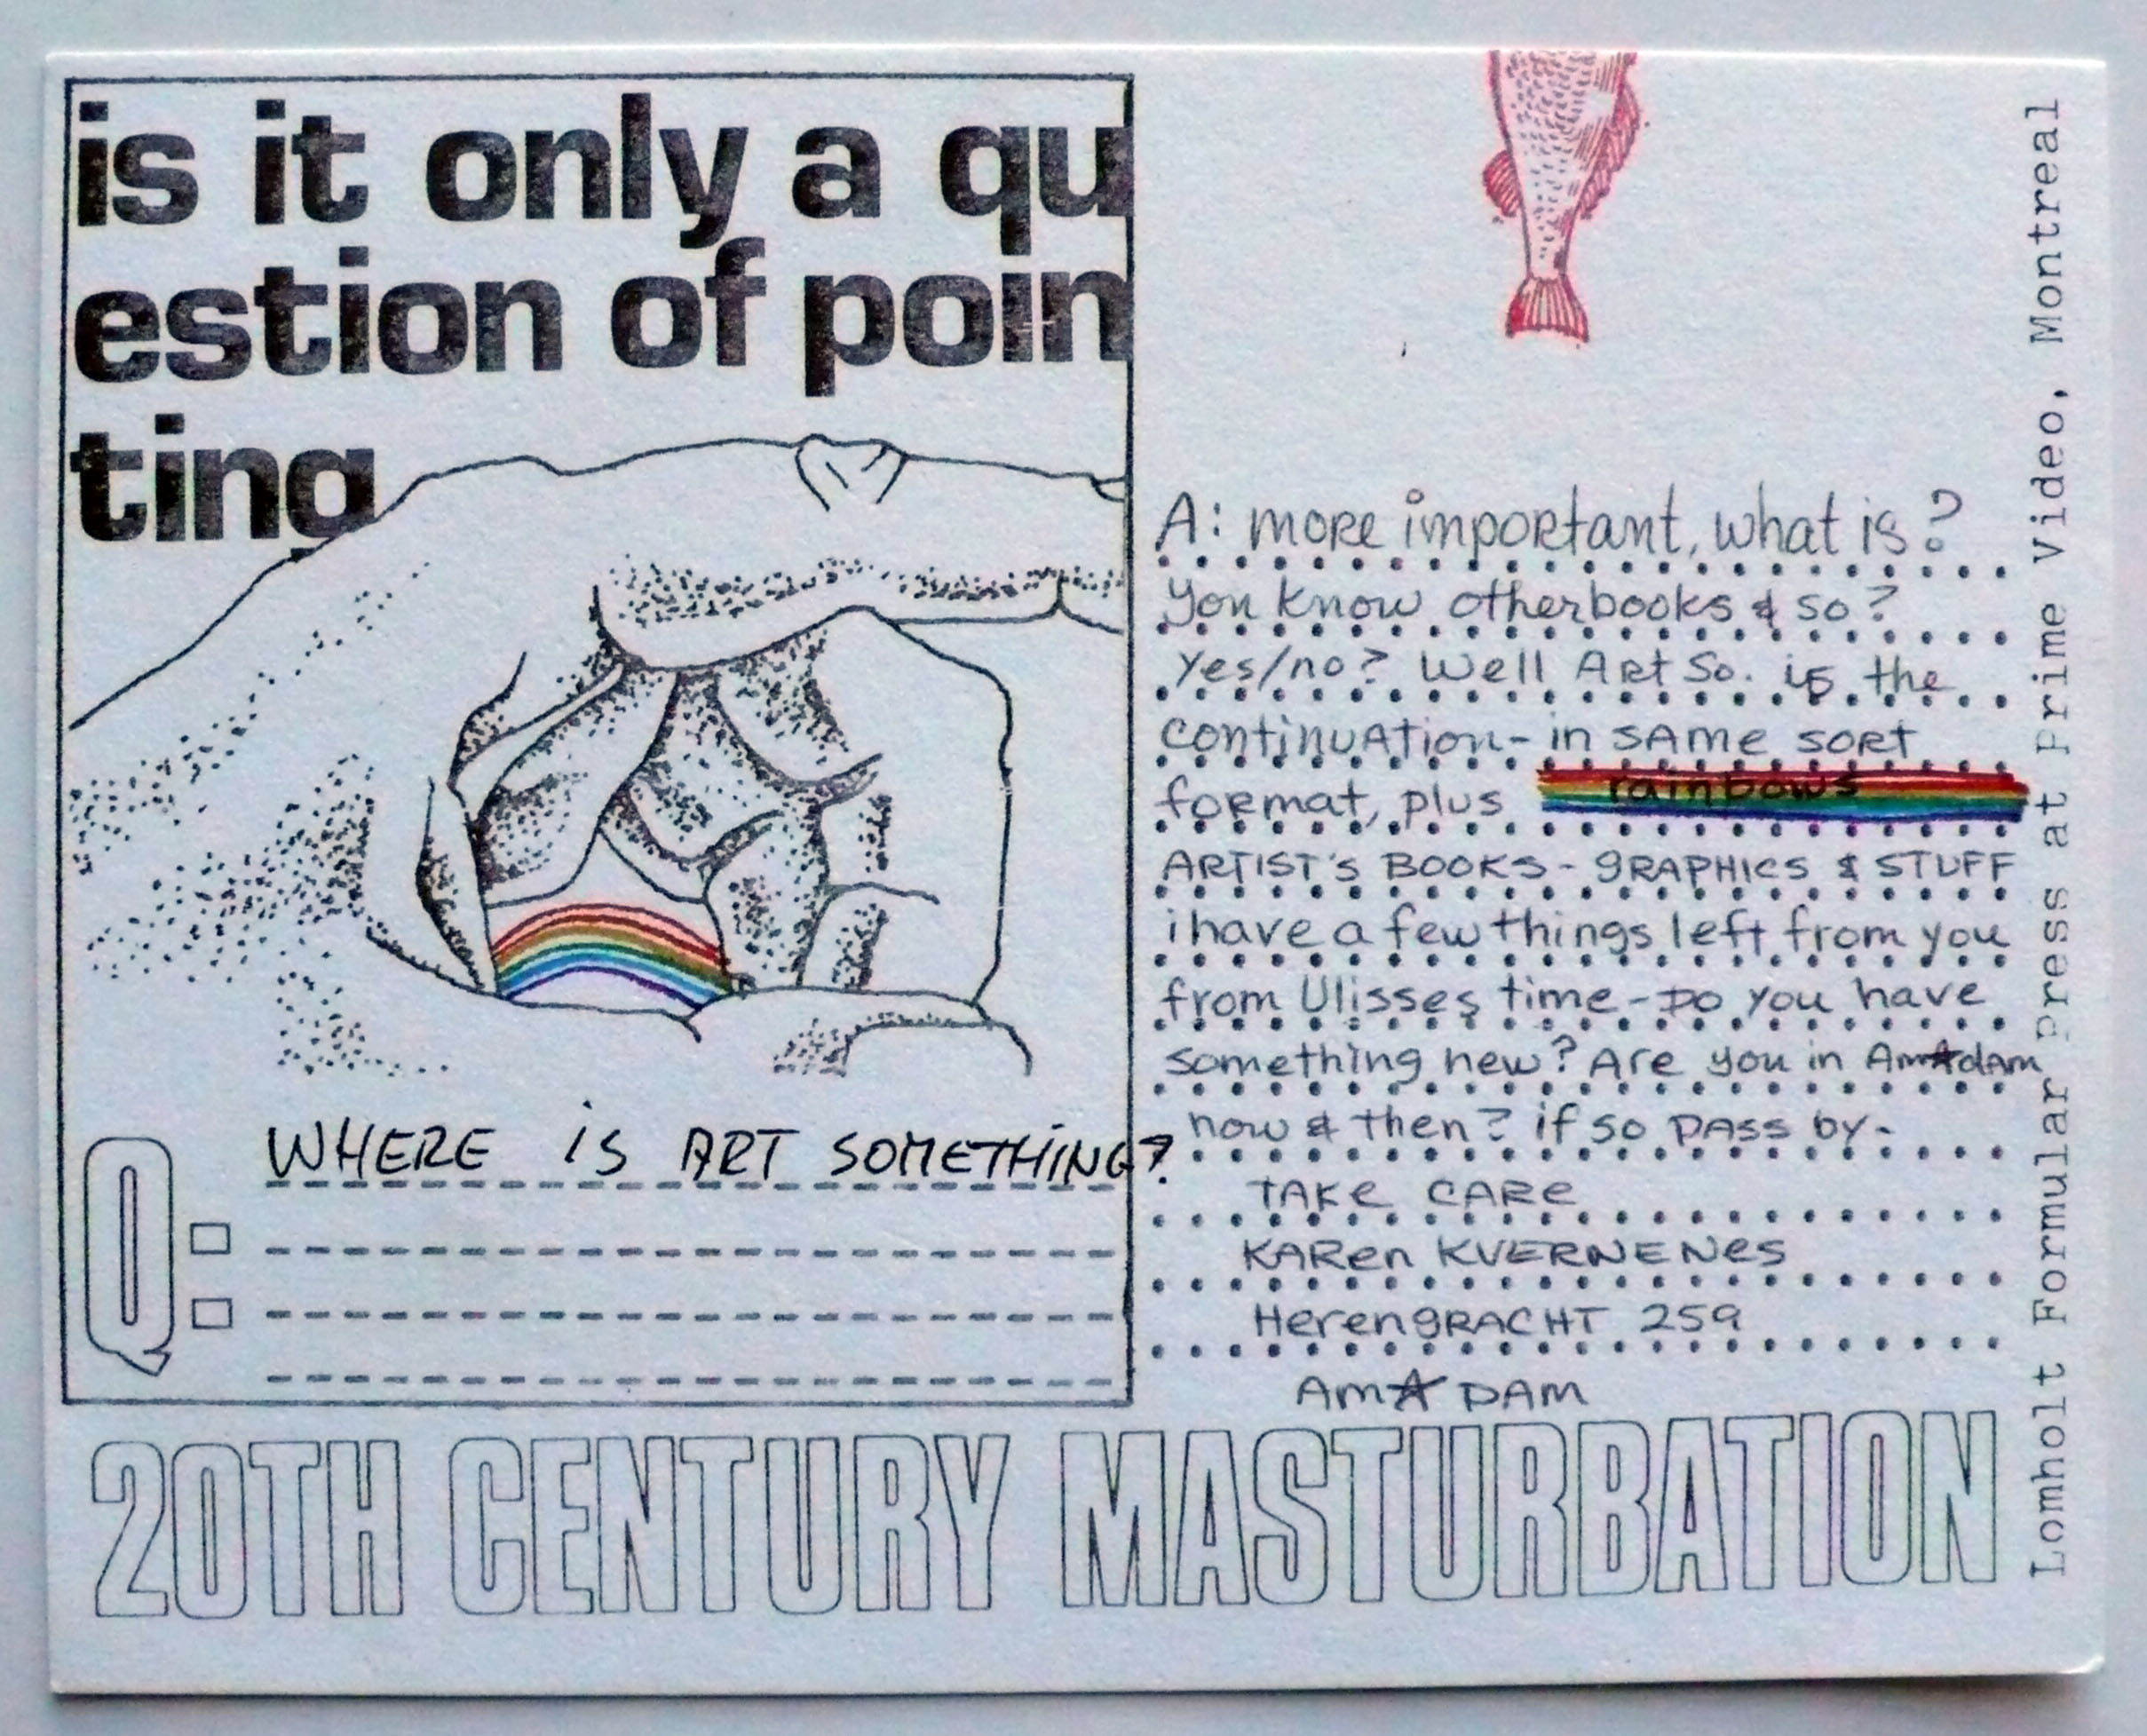 is it only a qu
estion of poin
ting
Q: WHERE iS ART SOMETHING?
A: more important, what is?
you know otherbooks & so?
Yes/no? Well Art So. is the
continuation- in same sort
format, plus rainbows
ARTIST'S BOOKS - gRAPHICS & STUFF
i have a few things left from you
from Ulisses time - Do you have
something new? Are you in Am☆dam
now & then? if so pass by-
TAKE CARE
KARen KVERNENES
HerengRACHT 259
Am☆DAM
20TH CENTURY MASTURBATION
Lomholt Formular Press at Prime Video, Montreal